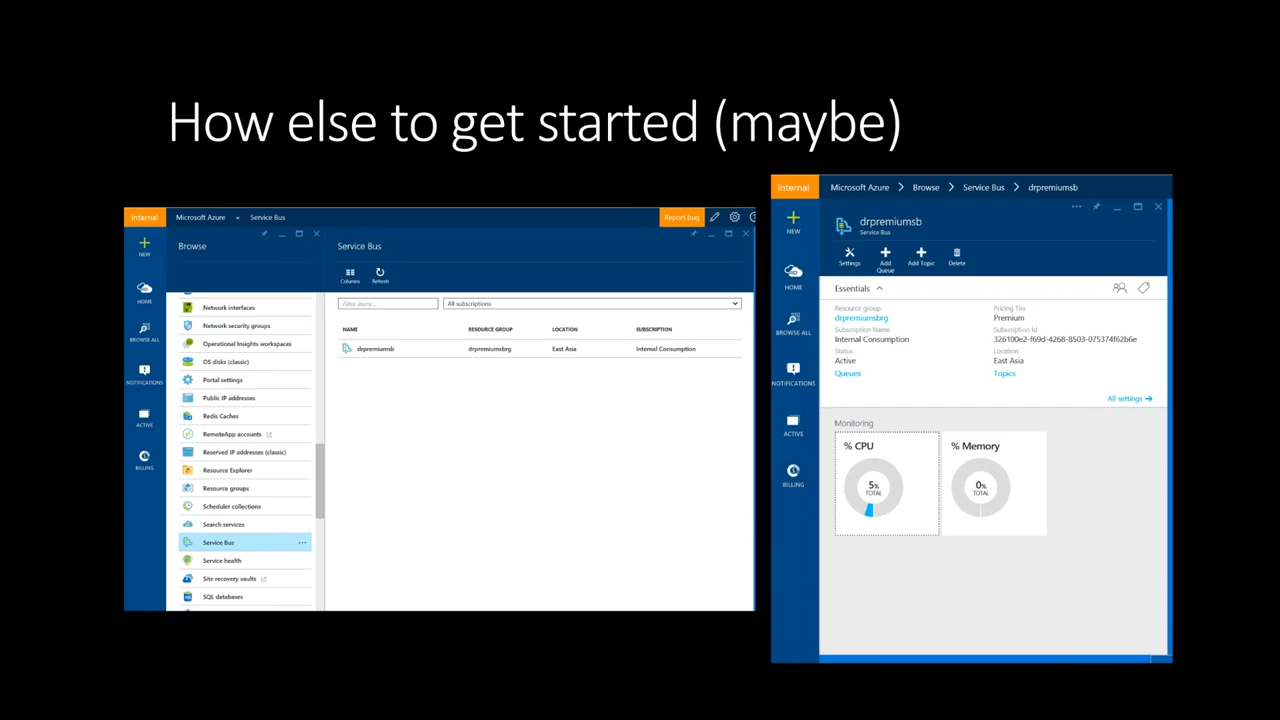 How else to get started (maybe)
Internal
Microsoft Azure
Service Bus
Report bug
NEW
HOME
BROWSE ALL
NOTIFICATIONS
ACTIVE
BILLING
Browse
Network interfaces
Network security groups
Operational Insights workspaces
OS disks (classic)
Portal settings
Public IP addresses
Redis Caches
RemoteApp accounts
Reserved IP addresses (classic)
Resource Explorer
Resource groups
Scheduler collections
Search services
Service Bus
Service health
Site recovery vaults
SQL databases
Service Bus
Columns Refresh
Filter items ... All subscriptions
NAME RESOURCE GROUP LOCATION SUBSCRIPTION
drpremiumsb drpremiumsbrg East Asia Internal Consumption
Internal
Microsoft Azure > Browse > Service Bus > drpremiumsb
NEW
HOME
BROWSE ALL
NOTIFICATIONS
ACTIVE
BILLING
drpremiumsb
Service Bus
Settings Add Queue Add Topic Delete
Essentials
Resource group
drpremiumsbrg
Subscription Name
Internal Consumption
Status
Active
Queues
Pricing Tier
Premium
Subscription Id
326100e2-f69d-4268-8503-075374f62b6e
Location
East Asia
Topics
All settings →
Monitoring
% CPU
5%
TOTAL
% Memory
0%
TOTAL